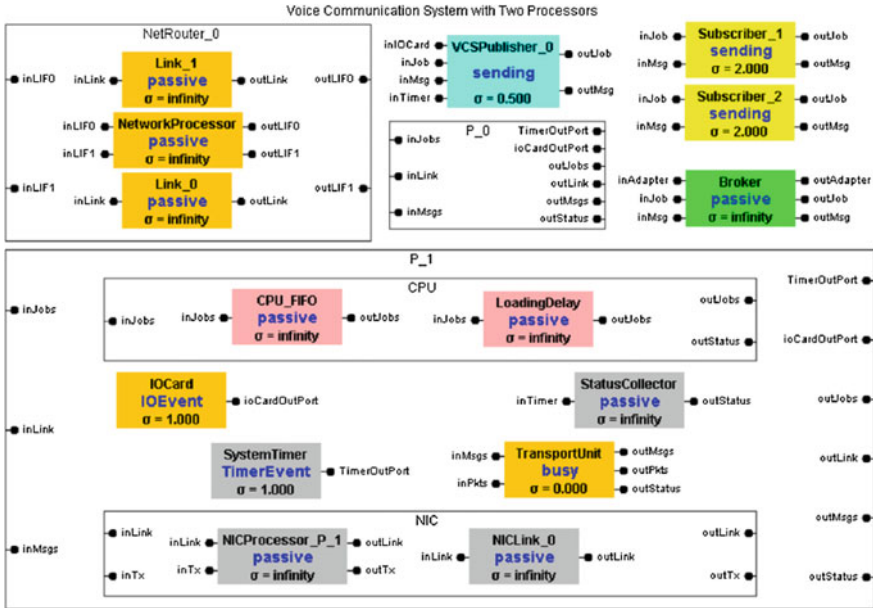 Voice Communication System with Two Processors
NetRouter_0
inLIF0
inLink
Link_1
passive
σ = infinity
outLink
outLIF0
inLIF0
inLIF1
NetworkProcessor
passive
σ = infinity
outLIF0
outLIF1
inLIF1
inLink
Link_0
passive
σ = infinity
outLink
outLIF1
inIOCard
inJob
inMsg
inTimer
VCSPublisher_0
sending
σ = 0.500
outJob
outMsg
P_0
inJobs
inLink
inMsgs
TimerOutPort
ioCardOutPort
outJobs
outLink
outMsgs
outStatus
inJob
inMsg
Subscriber_1
sending
σ = 2.000
outJob
outMsg
inJob
inMsg
Subscriber_2
sending
σ = 2.000
outJob
outMsg
inAdapter
inJob
inMsg
Broker
passive
σ = infinity
outAdapter
outJob
outMsg
P_1
inJobs
inLink
inMsgs
CPU
inJobs
inJobs
CPU_FIFO
passive
σ = infinity
outJobs
inJobs
LoadingDelay
passive
σ = infinity
outJobs
outJobs
outStatus
IOCard
IOEvent
σ = 1.000
ioCardOutPort
inTimer
StatusCollector
passive
σ = infinity
outStatus
SystemTimer
TimerEvent
σ = 1.000
TimerOutPort
inMsgs
inPkts
TransportUnit
busy
σ = 0.000
outMsgs
outPkts
outStatus
NIC
inLink
inTx
inLink
inTx
NICProcessor_P_1
passive
σ = infinity
outLink
outTx
inLink
NICLink_0
passive
σ = infinity
outLink
outLink
outTx
TimerOutPort
ioCardOutPort
outJobs
outLink
outMsgs
outStatus